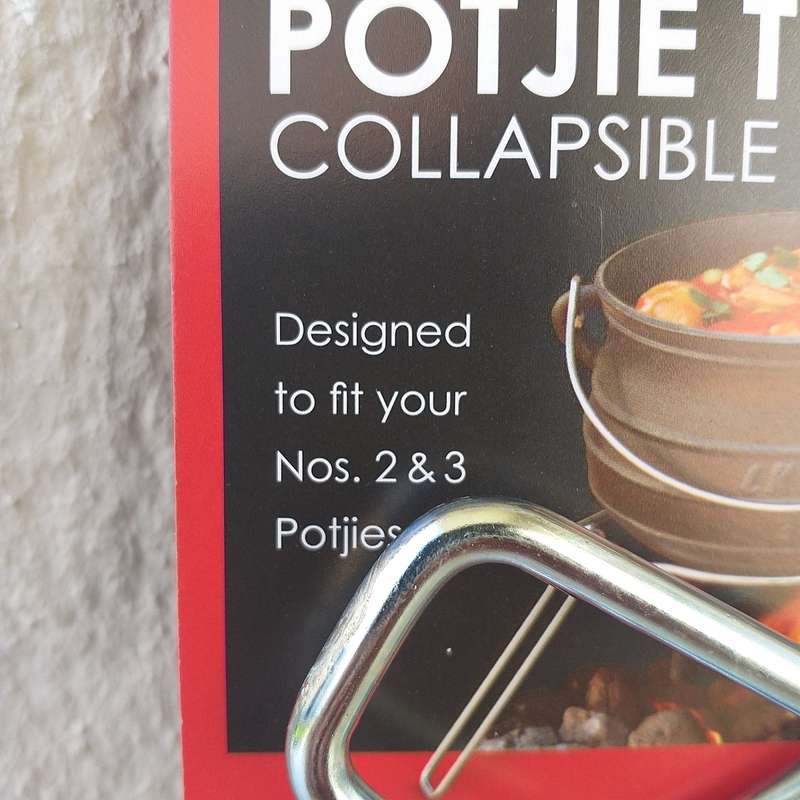 POTJIE T
COLLAPSIBLE
Designed
to fit your
Nos. 2 & 3
Potjies